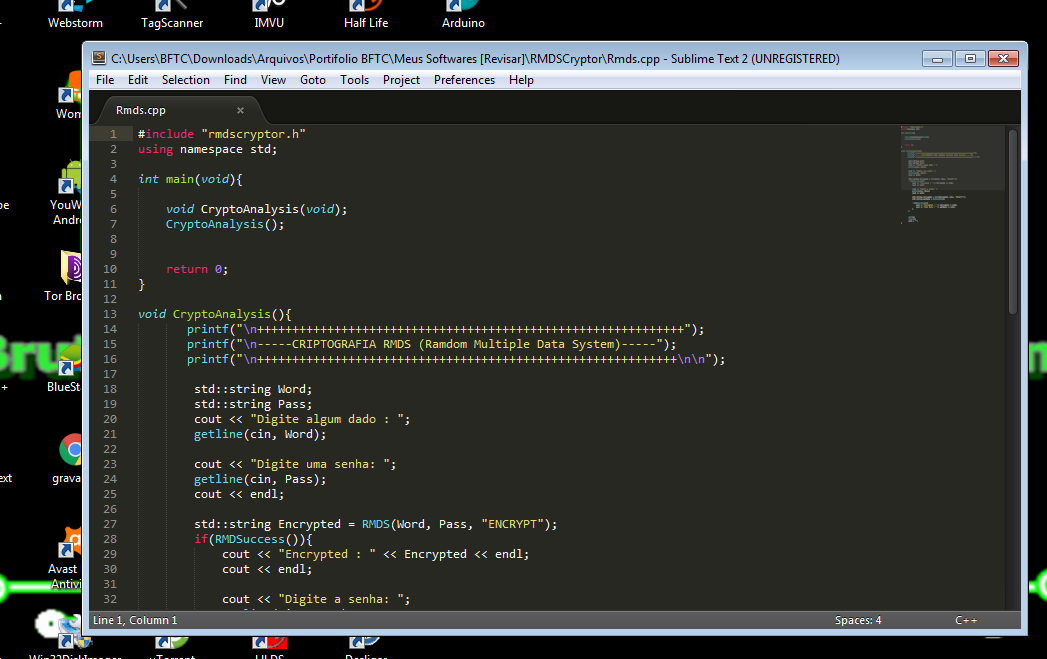 Webstorm TagScanner IMVU Half Life Arduino
C:\Users\BFTC\Downloads\Arquivos\Portifolio BFTC\Meus Softwares [Revisar]\RMDSCryptor\Rmds.cpp - Sublime Text 2 (UNREGISTERED)
File Edit Selection Find View Goto Tools Project Preferences Help
Rmds.cpp ×
1 #include "rmdscryptor.h"
2 using namespace std;
3
4 int main(void){
5
6 void CryptoAnalysis(void);
7 CryptoAnalysis();
8
9
10 return 0;
11 }
12
13 void CryptoAnalysis(){
14 printf("\n+++++++++++++++++++++++++++++++++++++++++++++++++++++++++++++");
15 printf("\n-----CRIPTOGRAFIA RMDS (Ramdom Multiple Data System)-----");
16 printf("\n++++++++++++++++++++++++++++++++++++++++++++++++++++++++++++\n\n");
17
18 std::string Word;
19 std::string Pass;
20 cout << "Digite algum dado : ";
21 getline(cin, Word);
22
23 cout << "Digite uma senha: ";
24 getline(cin, Pass);
25 cout << endl;
26
27 std::string Encrypted = RMDS(Word, Pass, "ENCRYPT");
28 if(RMDSuccess()){
29 cout << "Encrypted : " << Encrypted << endl;
30 cout << endl;
31
32 cout << "Digite a senha: ";
Line 1, Column 1 Spaces: 4 C++
Won
YouW
Andro
Tor Bro
BlueSta
grava
Avast
Antivi
Win32DiskImager uTorrent ULDS Desligar